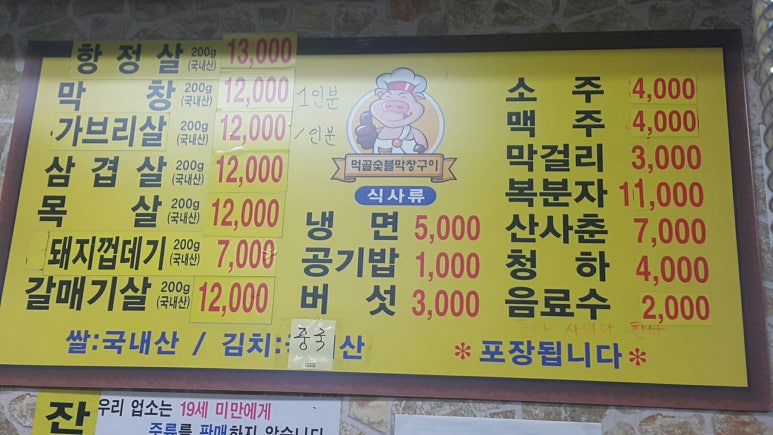 항정살 200g (국내산) 13,000
막창 200g (국내산) 12,000 1인분
가브리살 200g (국내산) 12,000 1인분
삼겹살 200g (국내산) 12,000
목살 200g (국내산) 12,000
돼지껍데기 200g (국내산) 7,000
갈매기살 200g (국내산) 12,000
먹골숯불막창구이
식사류
냉면 5,000
공기밥 1,000
버섯 3,000
소주 4,000
맥주 4,000
막걸리 3,000
복분자 11,000
산사춘 7,000
청하 4,000
음료수 2,000
콜라 사이다 환타
쌀:국내산 / 김치:중국산
*포장됩니다*
잔
우리 업소는 19세 미만에게
주류를 판매하지 않습니다